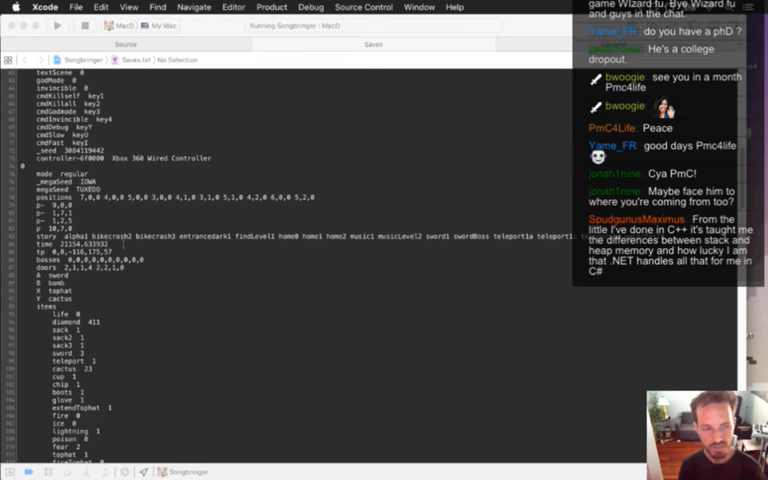 Xcode File Edit View Find Navigate Editor Product Debug Source Control Window Help
MacD My Mac
Running Songbringer : MacD
Source
Saves
Songbringer Saves.txt No Selection
textScene 0
godMode 0
invincible 0
cmdKillself key1
cmdKillall key2
cmdGodmode key3
cmdInvincible key4
cmdDebug keyY
cmdSlow keyU
cmdFast keyI
_seed 3084119442
controller-6f0000 Xbox 360 Wired Controller
0
mode regular
_megaSeed IOWA
megaSeed TUXEDO
positions 7,0,0 4,0,0 5,0,0 3,0,0 4,1,0 3,1,0 5,1,0 4,2,0 6,0,0 5,2,0
p- 9,0,0
p- 1,7,1
p- 1,2,5
p 10,7,0
story alpha1 bikecrash2 bikecrash3 entrancedark1 findLevel1 home0 home1 home2 music1 musicLevel2 sword1 swordBoss teleport1a teleport1c
time 21154.633932
tp 0,0,-116,175,57
bosses 0,0,0,0,0,0,0,0,0
doors 2,1,1,4 2,2,1,0
A sword
B bomb
X tophat
Y cactus
items
life 0
diamond 411
sack 1
sack2 1
sack3 1
sword 3
teleport 1
cactus 23
cup 1
chip 1
boots 1
glove 1
extendTophat 1
fire 0
ice 0
lightning 1
poison 0
fear 2
tophat 1
fireTophat 0
Songbringer
game WIzard fu. Bye Wizard fu
and guys in the chat.
Yame_FR do you have a phD ?
jonah1nine: He's a college
dropout.
bwoogie: see you in a month
Pmc4life
bwoogie:
PmC4Life: Peace
Yame_FR: good days Pmc4life
jonah1nine: Cya PmC!
jonah1nine: Maybe face him to
where you're coming from too?
SpudgunusMaximus: From the
little I've done in C++ it's taught me
the differences between stack and
heap memory and how lucky I am
that .NET handles all that for me in
C#